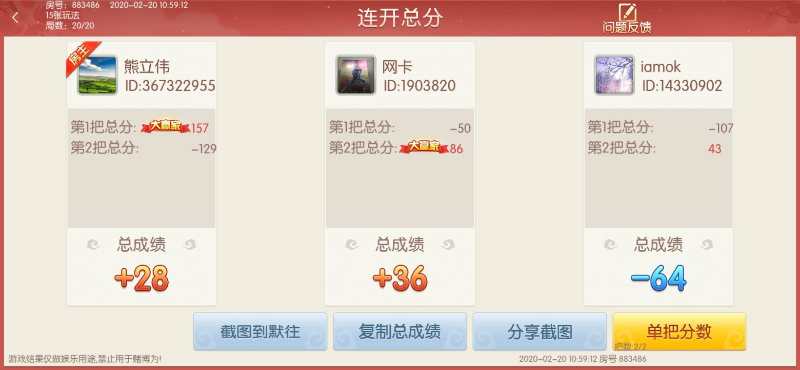 房号：883486 2020-02-20 10:59:12
15张玩法
局数：20/20
连开总分
问题反馈
房主
熊立伟
ID:367322955
网卡
ID:1903820
iamok
ID:14330902
第1把总分: 大赢家 157
第2把总分: -129
第1把总分: -50
第2把总分: 大赢家 86
第1把总分: -107
第2把总分: 43
总成绩
+28
总成绩
+36
总成绩
-64
截图到默往
复制总成绩
分享截图
单把分数
把数:2/2
游戏结果仅做娱乐用途,禁止用于赌博为!
2020-02-20 10:59:12 房号 883486